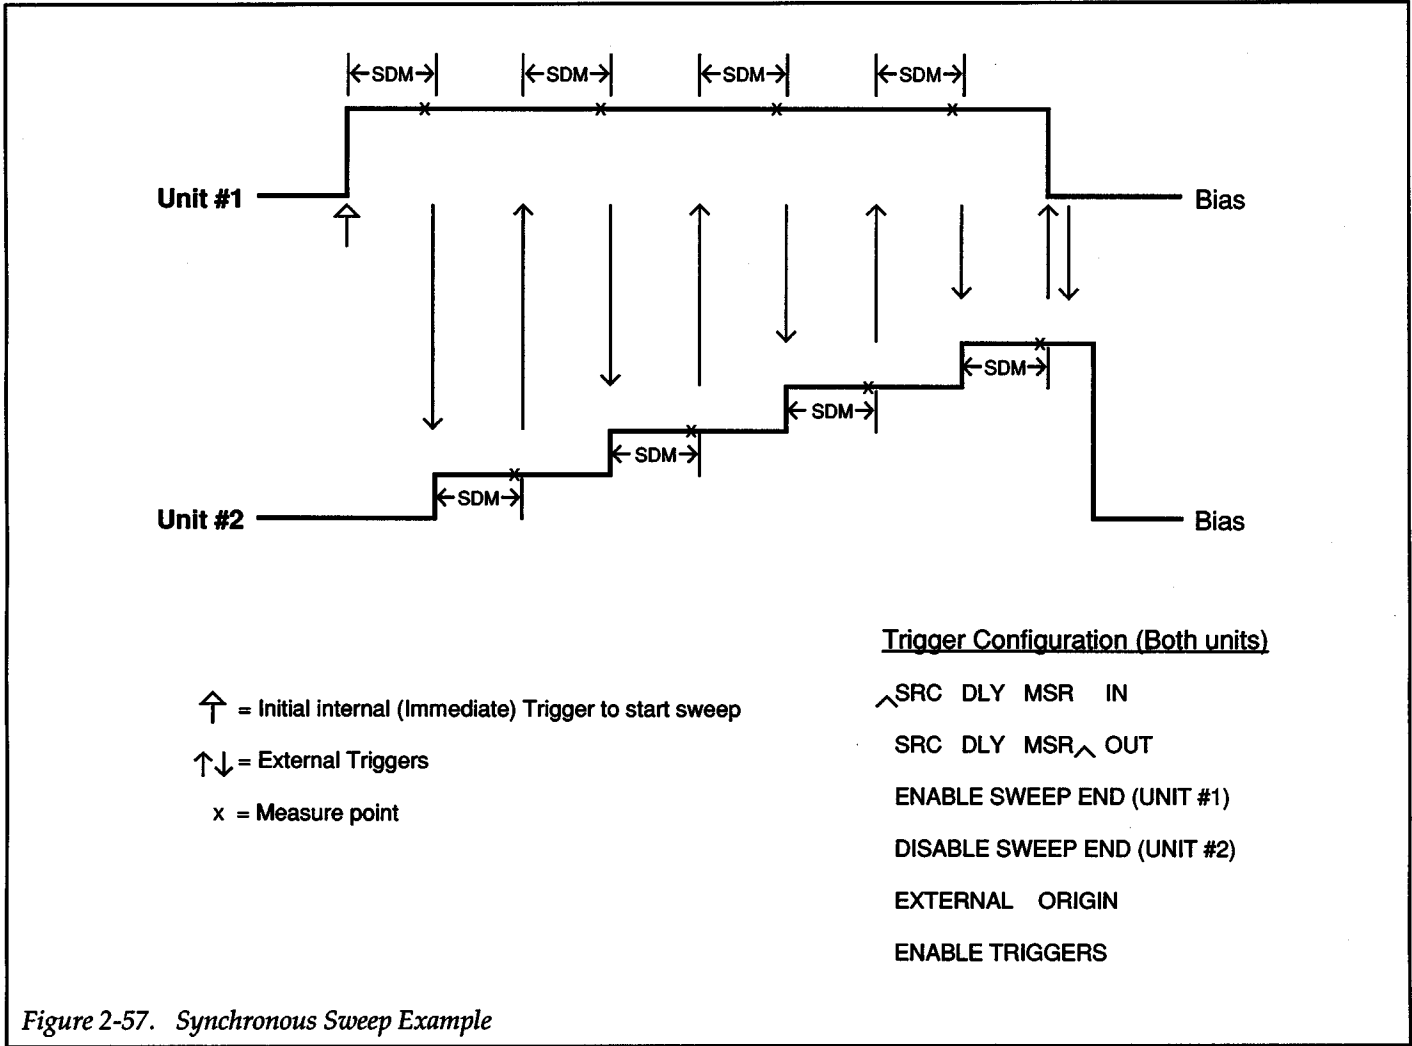 ←SDM→ ←SDM→ ←SDM→ ←SDM→
x x x x
Unit #1 Bias
x
←SDM→
x
←SDM→
x
←SDM→
x
←SDM→
Unit #2 Bias
Trigger Configuration (Both units)
^SRC DLY MSR IN
SRC DLY MSR^ OUT
ENABLE SWEEP END (UNIT #1)
DISABLE SWEEP END (UNIT #2)
EXTERNAL ORIGIN
ENABLE TRIGGERS
= Initial internal (Immediate) Trigger to start sweep
↑↓ = External Triggers
x = Measure point
Figure 2-57. Synchronous Sweep Example